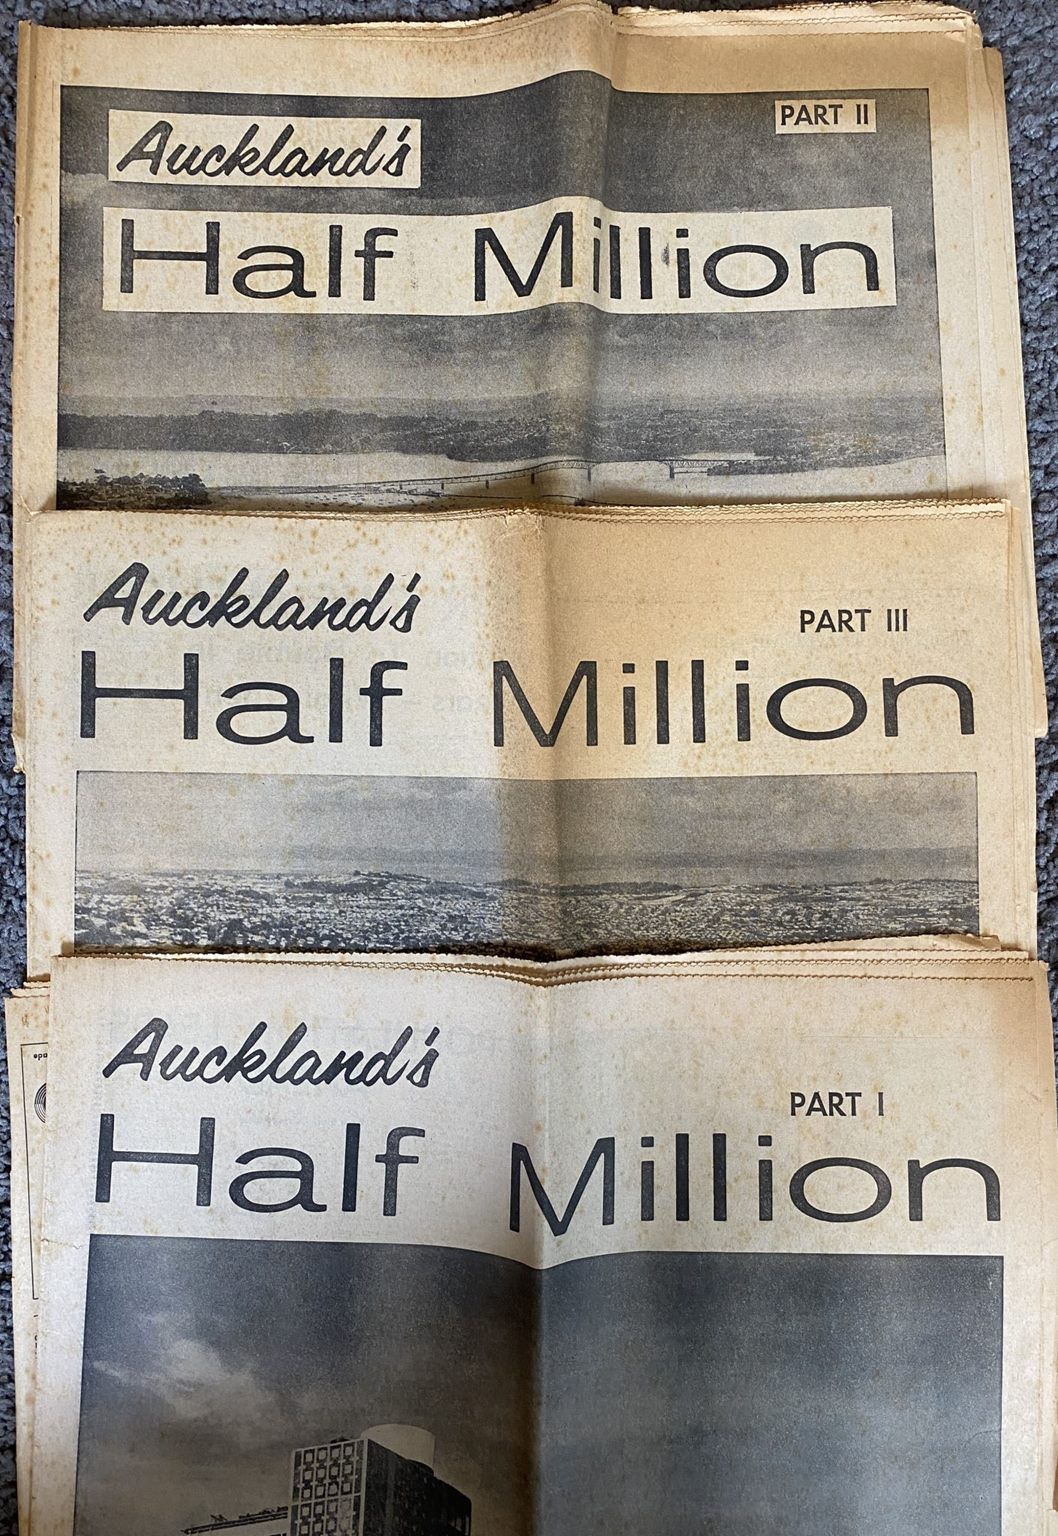 Auckland's
PART II
Half Million
Auckland's
PART III
Half Million
Auckland's
PART I
Half Million